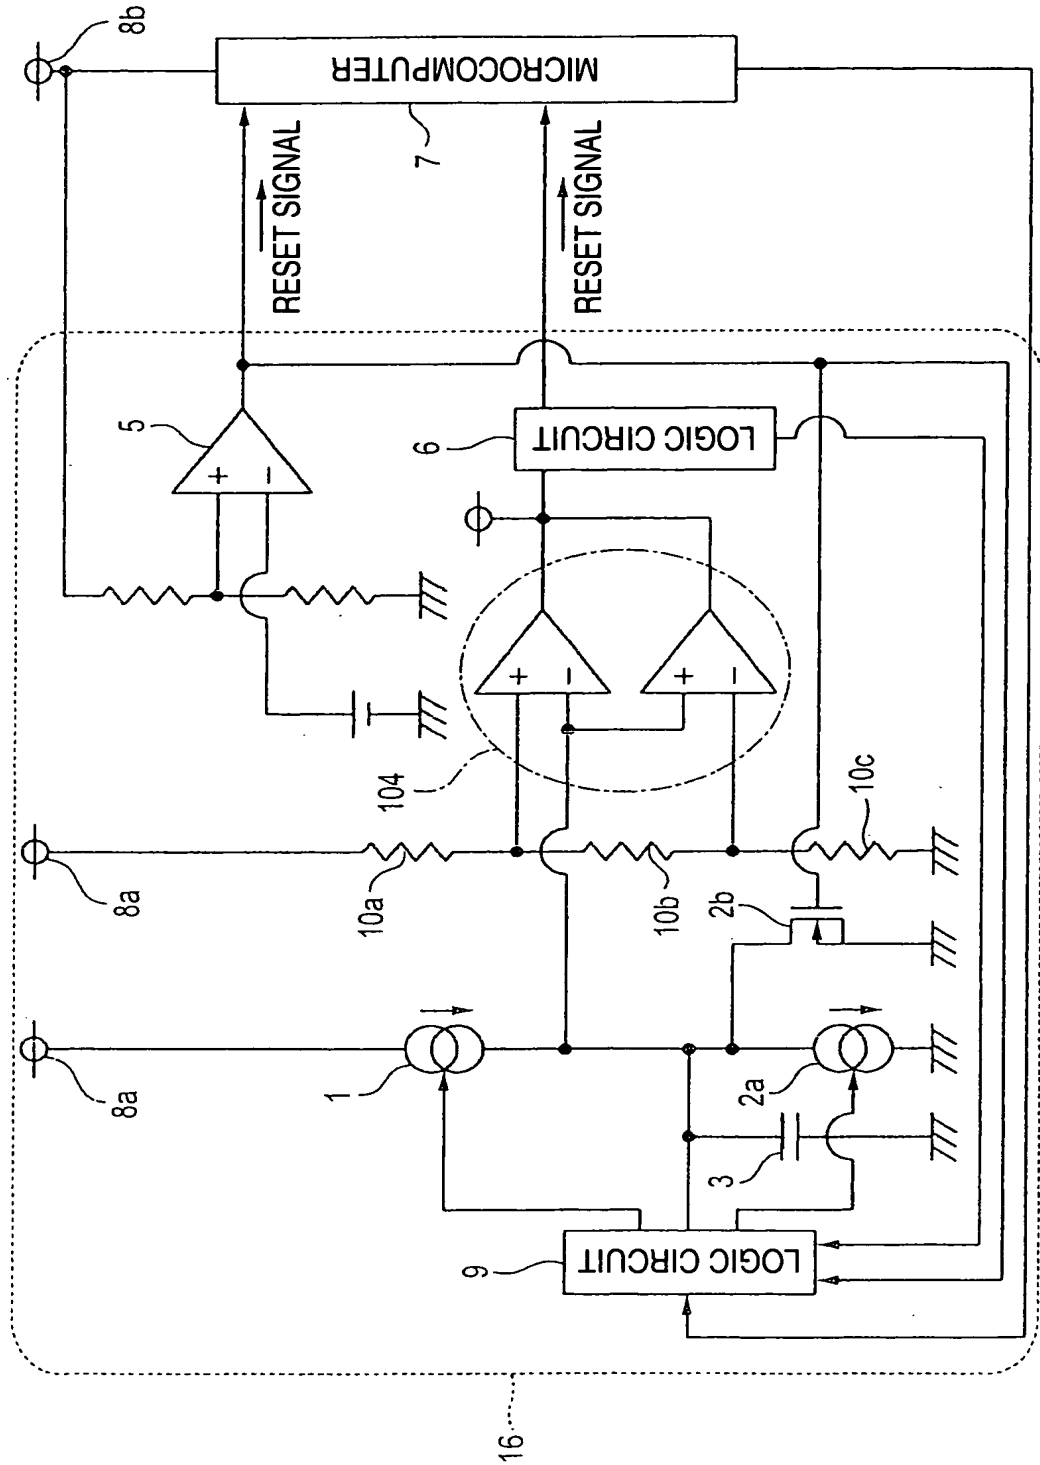 8b
MICROCOMPUTER
7
RESET SIGNAL
RESET SIGNAL
5
+
−
6
LOGIC CIRCUIT
104
+
−
+
−
8a
10a
10b
10c
2b
8a
1
2a
3
9
LOGIC CIRCUIT
16